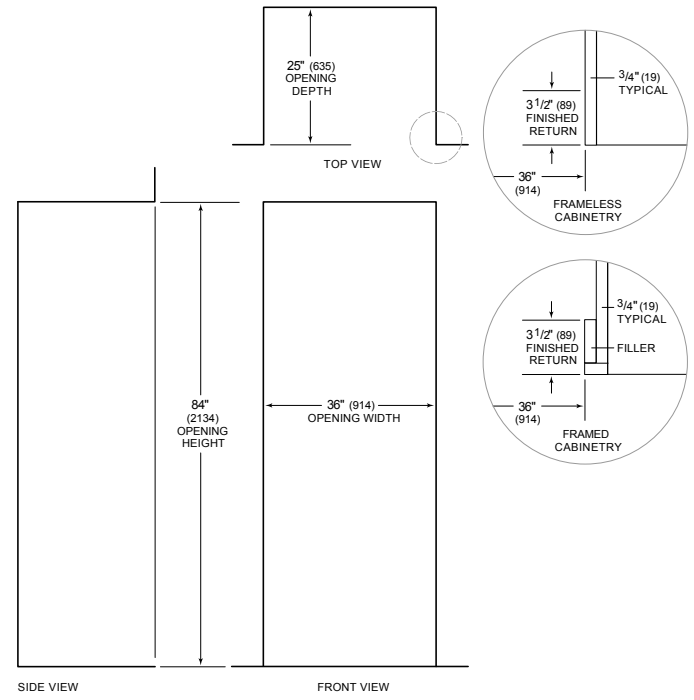 25" (635)
OPENING
DEPTH
TOP VIEW
3/4" (19)
TYPICAL
3 1/2" (89)
FINISHED
RETURN
36"
(914)
FRAMELESS
CABINETRY
3/4" (19)
TYPICAL
3 1/2" (89)
FINISHED
RETURN
FILLER
36"
(914)
FRAMED
CABINETRY
84"
(2134)
OPENING
HEIGHT
36" (914)
OPENING WIDTH
SIDE VIEW
FRONT VIEW